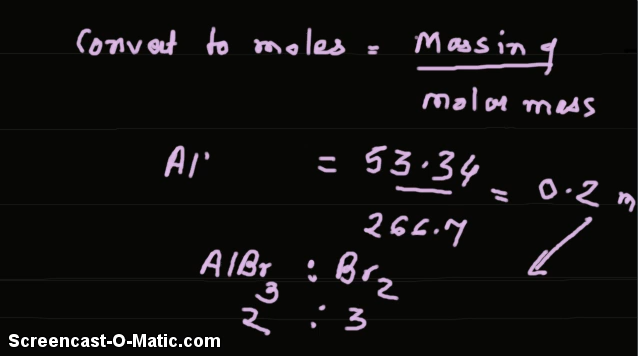 Convert to moles = Mass in g
molar mass
Al = 53.34 = 0.2 m
266.7
AlBr3 : Br2
2 : 3
Screencast-O-Matic.com